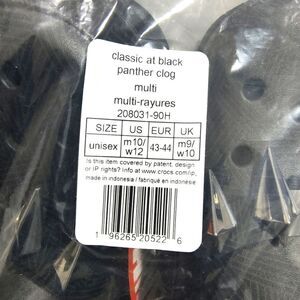 classic at black
panther clog
multi
multi-rayures
208031-90H
SIZE US EUR UK
unisex m10/ w12 43-44 m9/ w10
Is this item covered by patent, design
or IP rights? Info at www.crocs.com/ip.
made in indonesia / fabriqué en indonésie
1 96265 20522 6